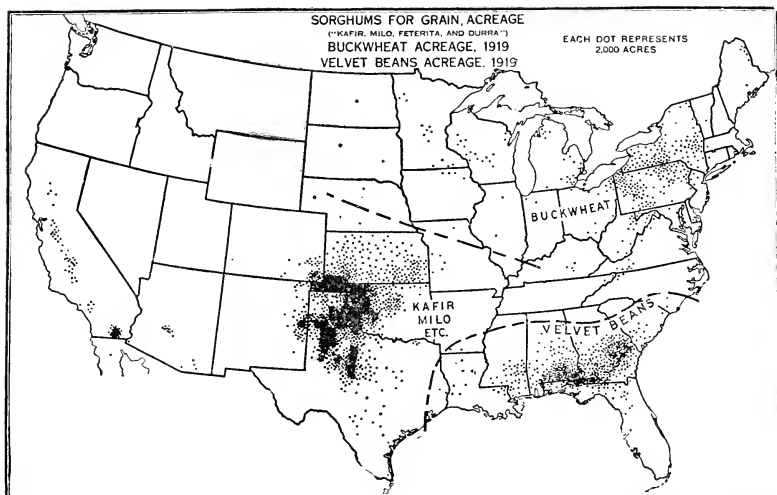 SORGHUMS FOR GRAIN, ACREAGE
("KAFIR, MILO, FETERITA, AND DURRA")
BUCKWHEAT ACREAGE, 1919
VELVET BEANS ACREAGE, 1919
EACH DOT REPRESENTS
2,000 ACRES
BUCKWHEAT
KAFIR
MILO
ETC.
VELVET BEANS